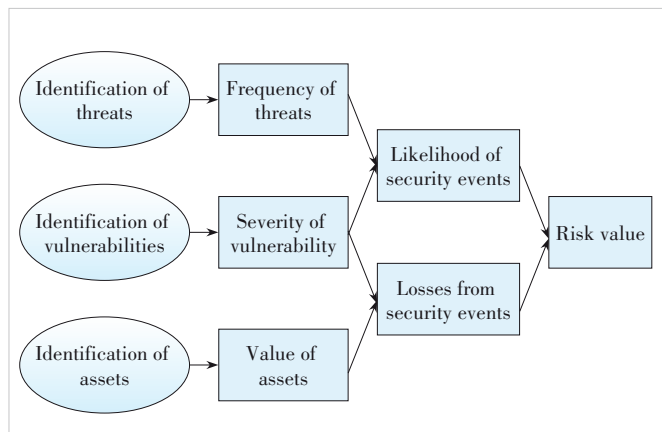 Identification of
threats
Frequency of
threats
Likelihood of
security events
Identification of
vulnerabilities
Severity of
vulnerability
Risk value
Losses from
security events
Identification of
assets
Value of
assets